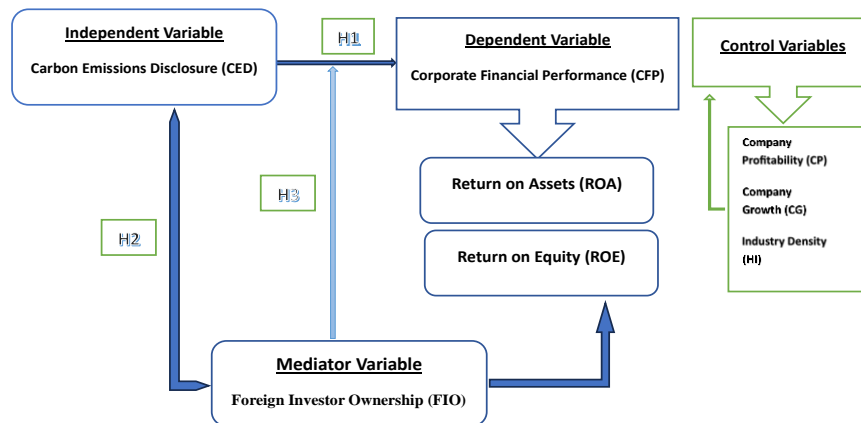 Independent Variable
Carbon Emissions Disclosure (CED)
H1
Dependent Variable
Corporate Financial Performance (CFP)
Control Variables
Company
Profitability (CP)
Company
Growth (CG)
Industry Density
(HI)
Return on Assets (ROA)
H3
H2
Return on Equity (ROE)
Mediator Variable
Foreign Investor Ownership (FIO)